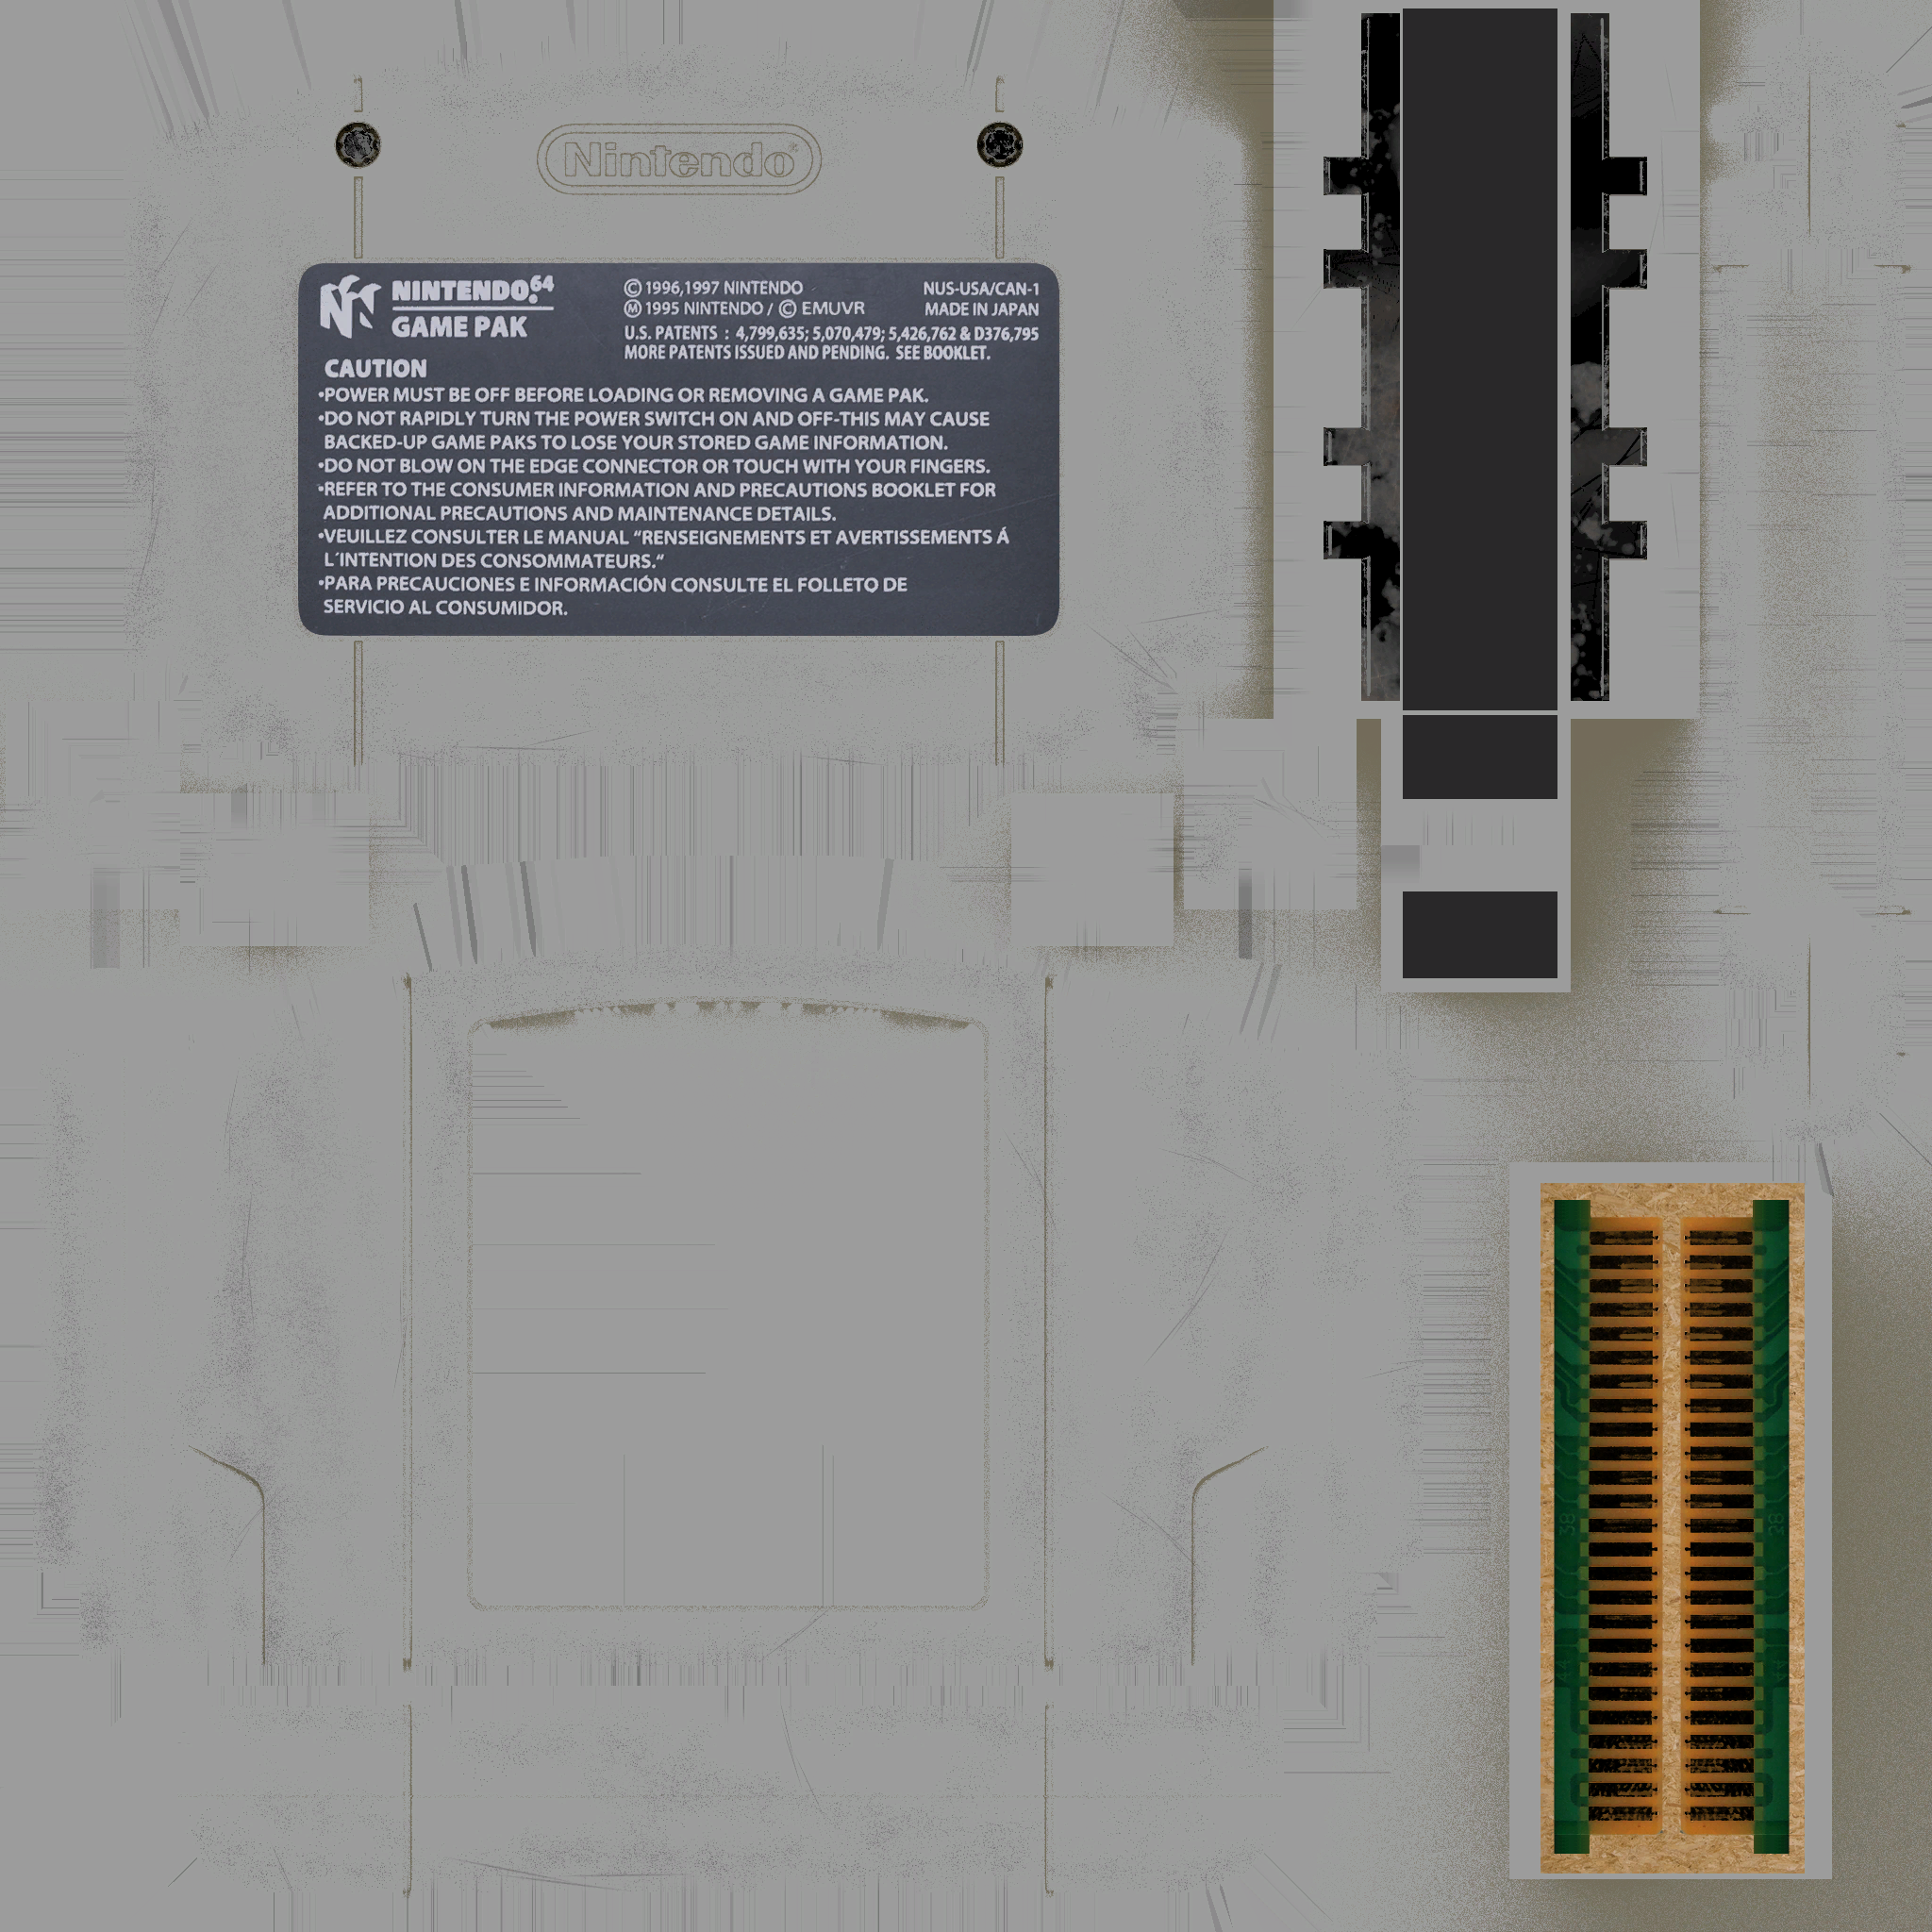 Nintendo®
NINTENDO.64
GAME PAK
© 1996,1997 NINTENDO
Ⓜ 1995 NINTENDO / © EMUVR
NUS-USA/CAN-1
MADE IN JAPAN
U.S. PATENTS : 4,799,635; 5,070,479; 5,426,762 & D376,795
MORE PATENTS ISSUED AND PENDING. SEE BOOKLET.
CAUTION
•POWER MUST BE OFF BEFORE LOADING OR REMOVING A GAME PAK.
•DO NOT RAPIDLY TURN THE POWER SWITCH ON AND OFF-THIS MAY CAUSE
BACKED-UP GAME PAKS TO LOSE YOUR STORED GAME INFORMATION.
•DO NOT BLOW ON THE EDGE CONNECTOR OR TOUCH WITH YOUR FINGERS.
•REFER TO THE CONSUMER INFORMATION AND PRECAUTIONS BOOKLET FOR
ADDITIONAL PRECAUTIONS AND MAINTENANCE DETAILS.
•VEUILLEZ CONSULTER LE MANUAL “RENSEIGNEMENTS ET AVERTISSEMENTS Á
L´INTENTION DES CONSOMMATEURS.“
•PARA PRECAUCIONES E INFORMACIÓN CONSULTE EL FOLLETO DE
SERVICIO AL CONSUMIDOR.
38
28
44